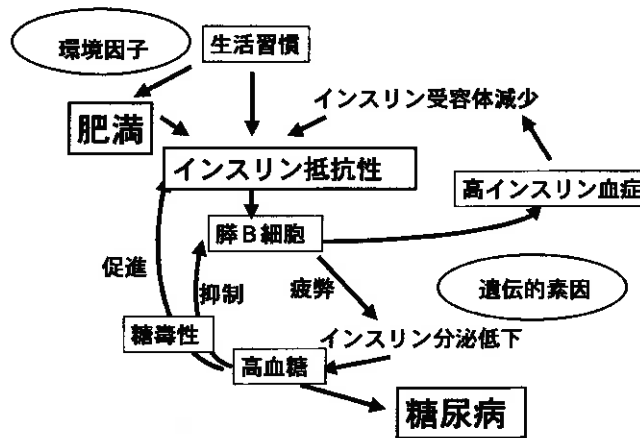 環境因子
生活習慣
肥満
インスリン受容体減少
インスリン抵抗性
高インスリン血症
膵B細胞
促進
抑制
疲弊
遺伝的素因
糖毒性
インスリン分泌低下
高血糖
糖尿病